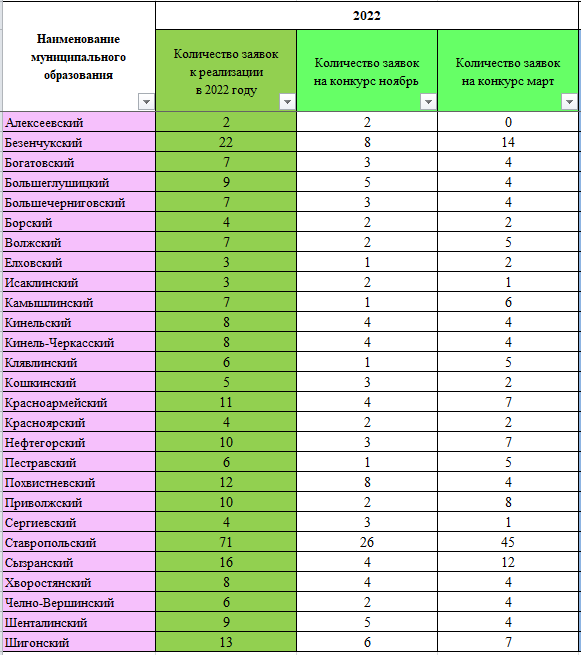 2022
Наименование
муниципального
образования
Количество заявок
к реализации
в 2022 году
Количество заявок
на конкурс ноябрь
Количество заявок
на конкурс март
Алексеевский 2 2 0
Безенчукский 22 8 14
Богатовский 7 3 4
Большеглушицкий 9 5 4
Большечерниговский 7 3 4
Борский 4 2 2
Волжский 7 2 5
Елховский 3 1 2
Исаклинский 3 2 1
Камышлинский 7 1 6
Кинельский 8 4 4
Кинель-Черкасский 8 4 4
Клявлинский 6 1 5
Кошкинский 5 3 2
Красноармейский 11 4 7
Красноярский 4 2 2
Нефтегорский 10 3 7
Пестравский 6 1 5
Похвистневский 12 8 4
Приволжский 10 2 8
Сергиевский 4 3 1
Ставропольский 71 26 45
Сызранский 16 4 12
Хворостянский 8 4 4
Челно-Вершинский 6 2 4
Шенталинский 9 5 4
Шигонский 13 6 7